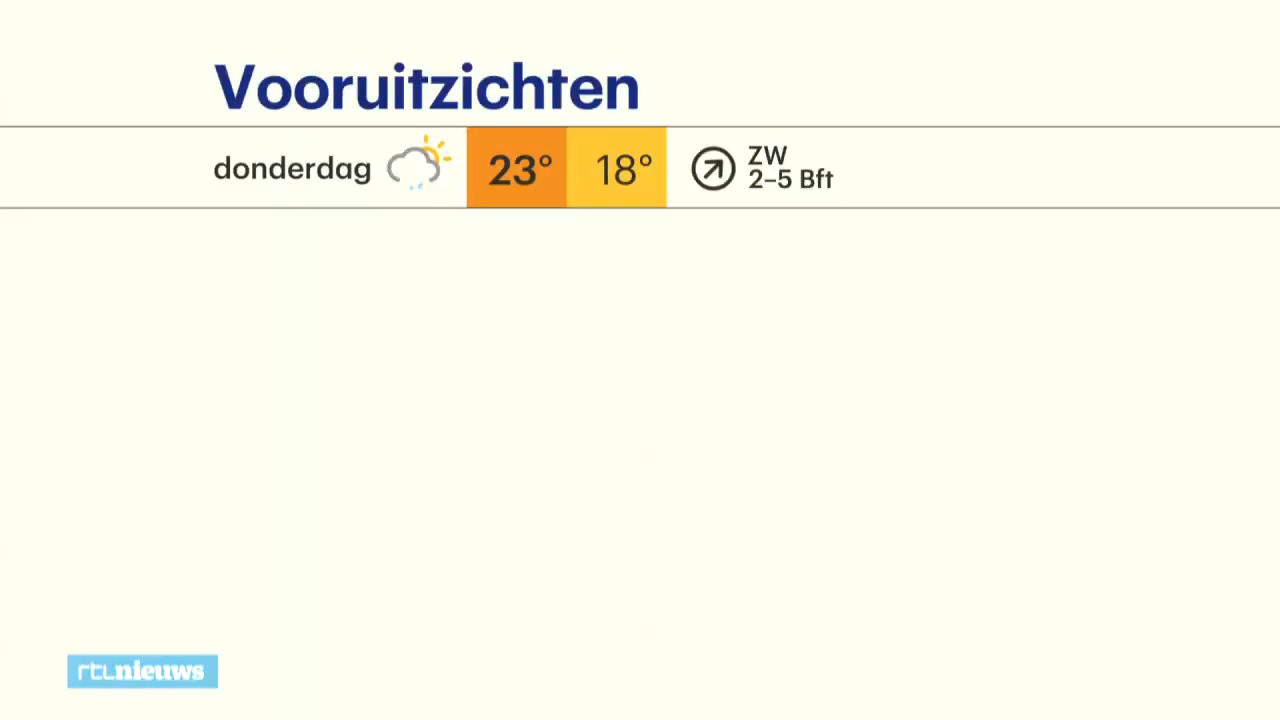 Vooruitzichten
donderdag 23° 18° ZW
2–5 Bft
rtlnieuws